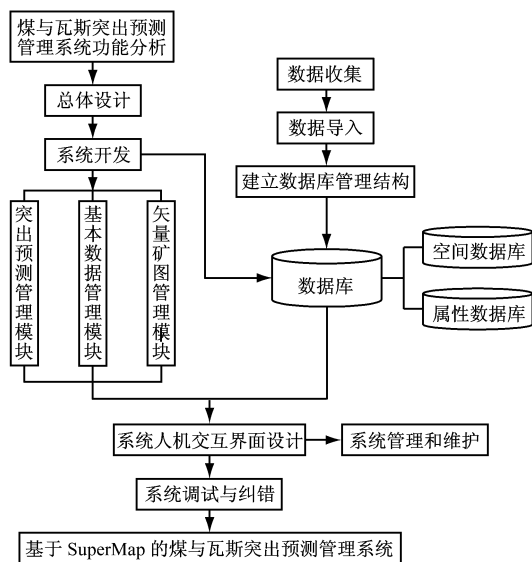 煤与瓦斯突出预测
管理系统功能分析
总体设计
系统开发
突出预测管理模块
基本数据管理模块
矢量矿图管理模块
数据收集
数据导入
建立数据库管理结构
数据库
空间数据库
属性数据库
系统人机交互界面设计
系统管理和维护
系统调试与纠错
基于 SuperMap 的煤与瓦斯突出预测管理系统